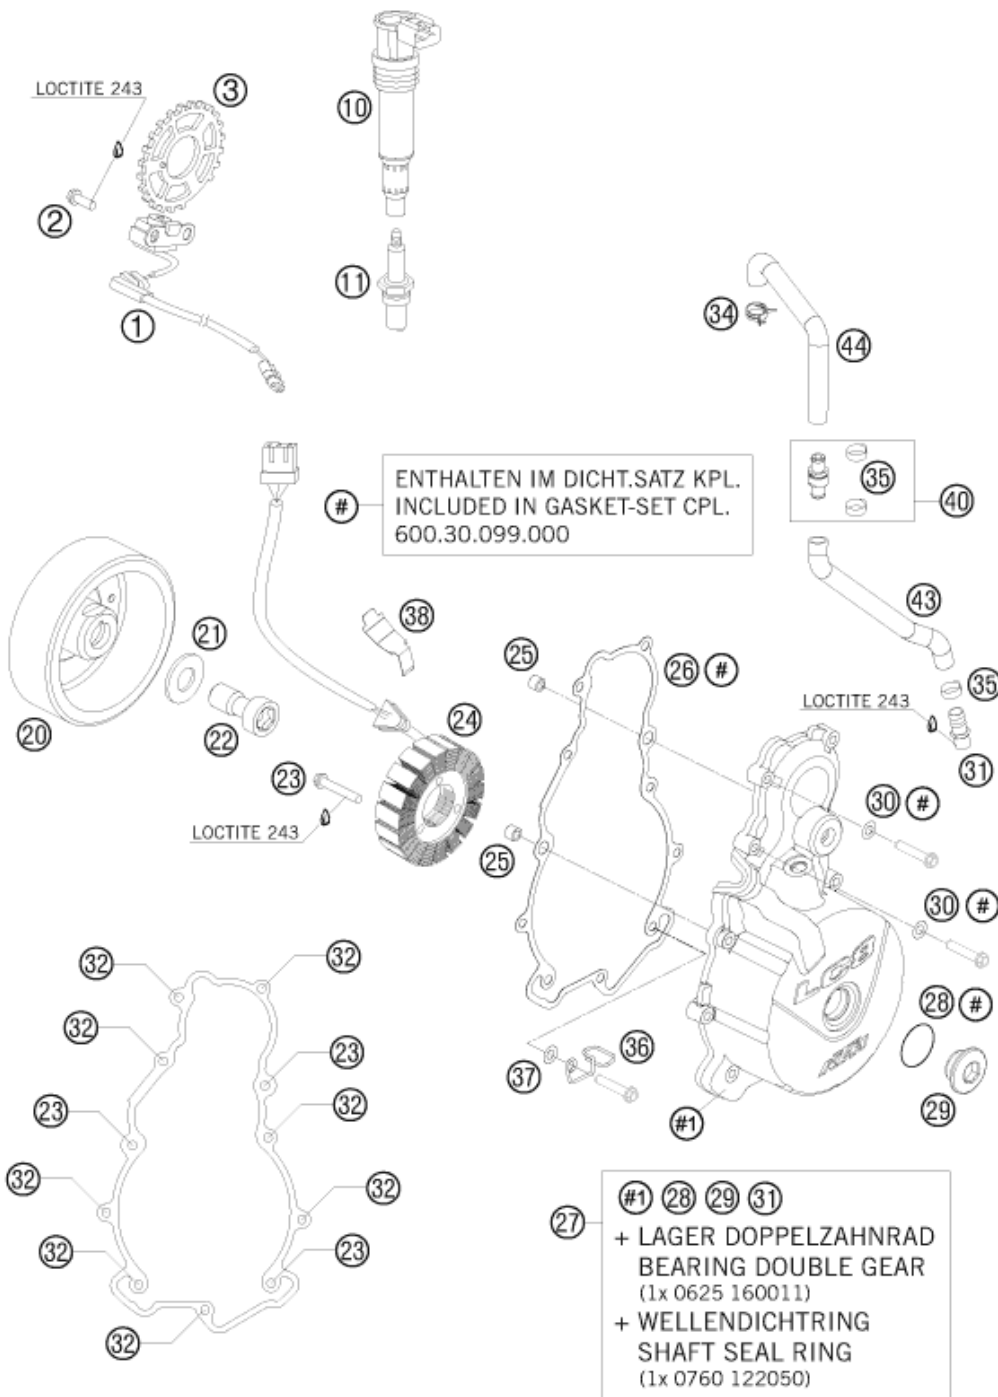 LOCTITE 243
3
10
2
11
1
34
44
ENTHALTEN IM DICHT.SATZ KPL.
# INCLUDED IN GASKET-SET CPL.
600.30.099.000
35
40
43
38
21
25
26 #
20
22
24
35
LOCTITE 243
31
23
30 #
LOCTITE 243
25
30 #
LC8
32
32
28 #
32
23
36
37
KTM
23
32
#1
29
32
32
#1 28 29 31
27
+ LAGER DOPPELZAHNRAD
BEARING DOUBLE GEAR
(1x 0625 160011)
32
23
+ WELLENDICHTRING
SHAFT SEAL RING
(1x 0760 122050)
32